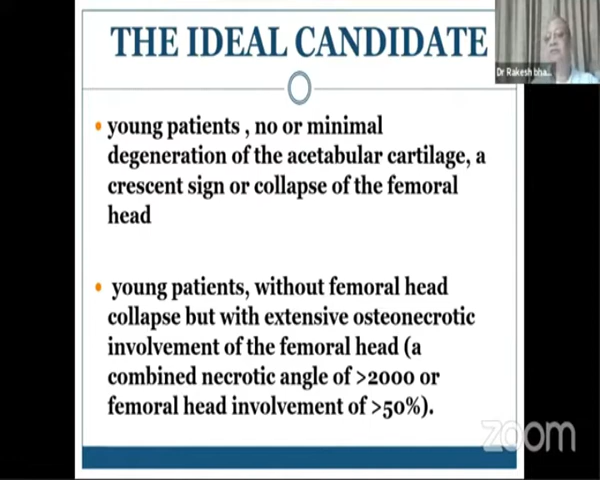 THE IDEAL CANDIDATE
Dr Rakesh bha...
• young patients , no or minimal
degeneration of the acetabular cartilage, a
crescent sign or collapse of the femoral
head
• young patients, without femoral head
collapse but with extensive osteonecrotic
involvement of the femoral head (a
combined necrotic angle of >2000 or
femoral head involvement of >50%).
zoom